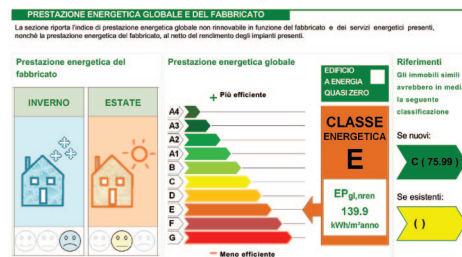 PRESTAZIONE ENERGETICA GLOBALE E DEL FABBRICATO
La sezione riporta l'indice di prestazione energetica globale non rinnovabile in funzione del fabbricato e dei servizi energetici presenti,
nonchè la prestazione energetica del fabbricato, al netto del rendimento degli impianti presenti.
Prestazione energetica del
fabbricato
INVERNO
ESTATE
Prestazione energetica globale
+ Più efficiente
A4
A3
A2
A1
B
C
D
E
F
G
− Meno efficiente
EDIFICIO
A ENERGIA
QUASI ZERO
CLASSE
ENERGETICA
E
EPgl,nren
139.9
kWh/m²anno
Riferimenti
Gli immobili simili
avrebbero in medi
la seguente
classificazione
Se nuovi:
C ( 75.99 )
Se esistenti:
( )